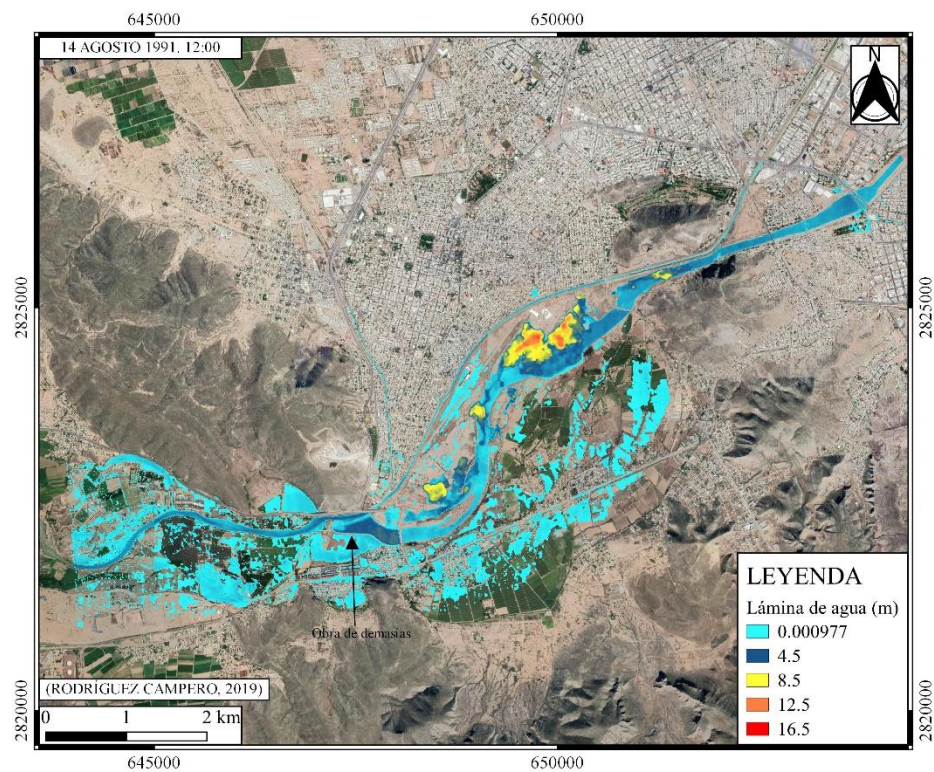 645000
650000
14 AGOSTO 1991, 12:00
N
2825000
2825000
LEYENDA
Lámina de agua (m)
0.000977
4.5
8.5
12.5
16.5
Obra de demasías
(RODRÍGUEZ CAMPERO, 2019)
0 1 2 km
2820000
2820000
645000
650000